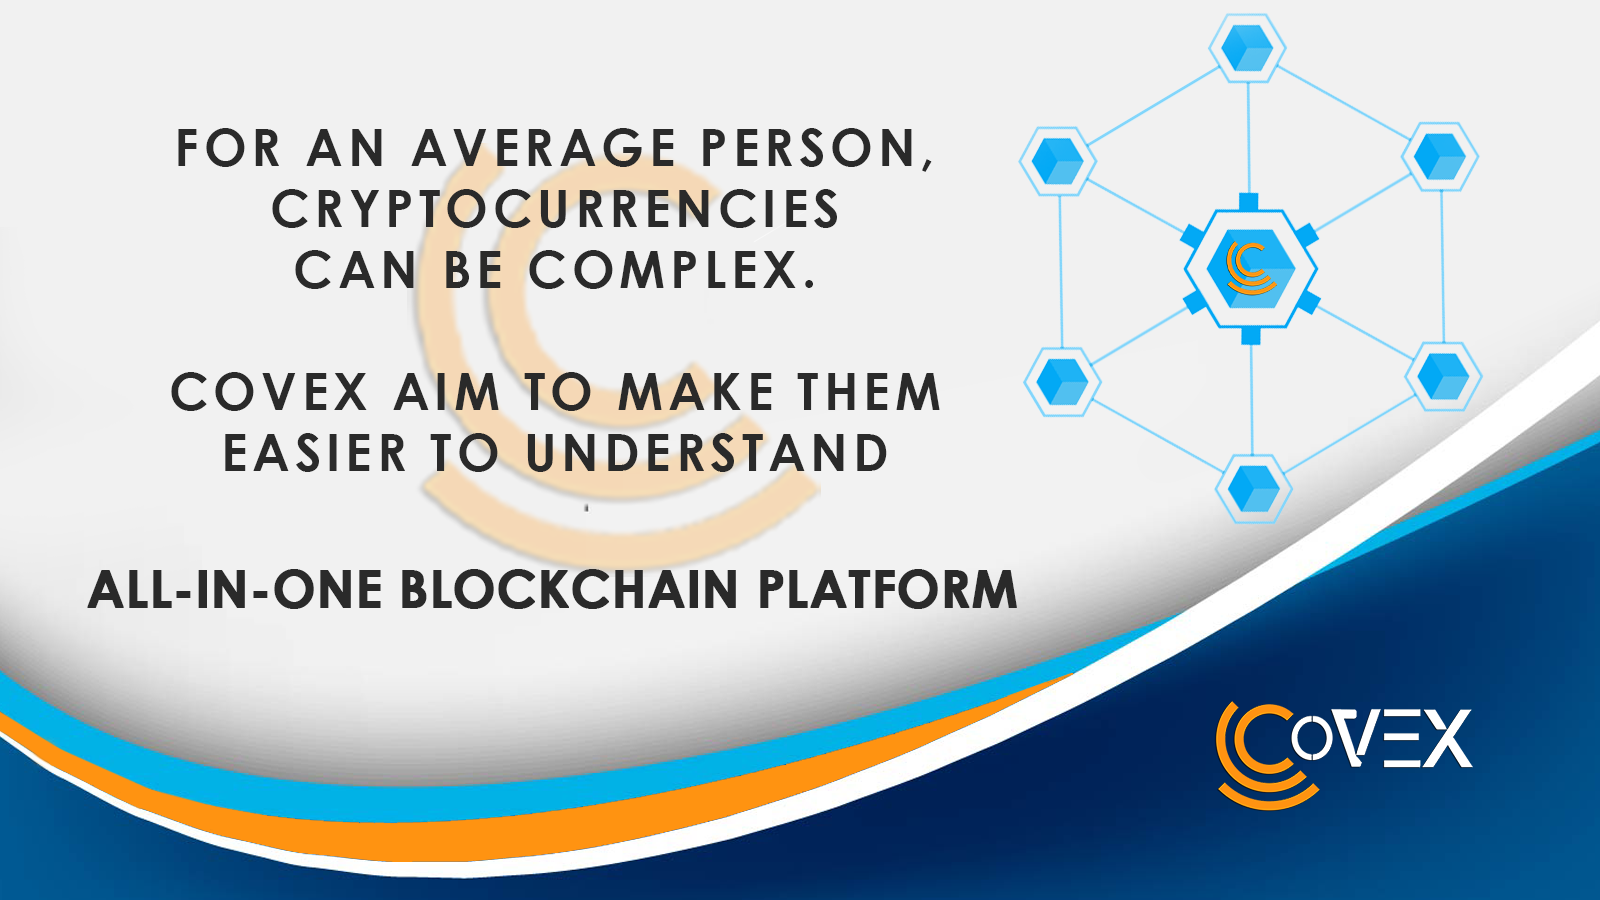 FOR AN AVERAGE PERSON,
CRYPTOCURRENCIES
CAN BE COMPLEX.
COVEX AIM TO MAKE THEM
EASIER TO UNDERSTAND
ALL-IN-ONE BLOCKCHAIN PLATFORM
COVEX